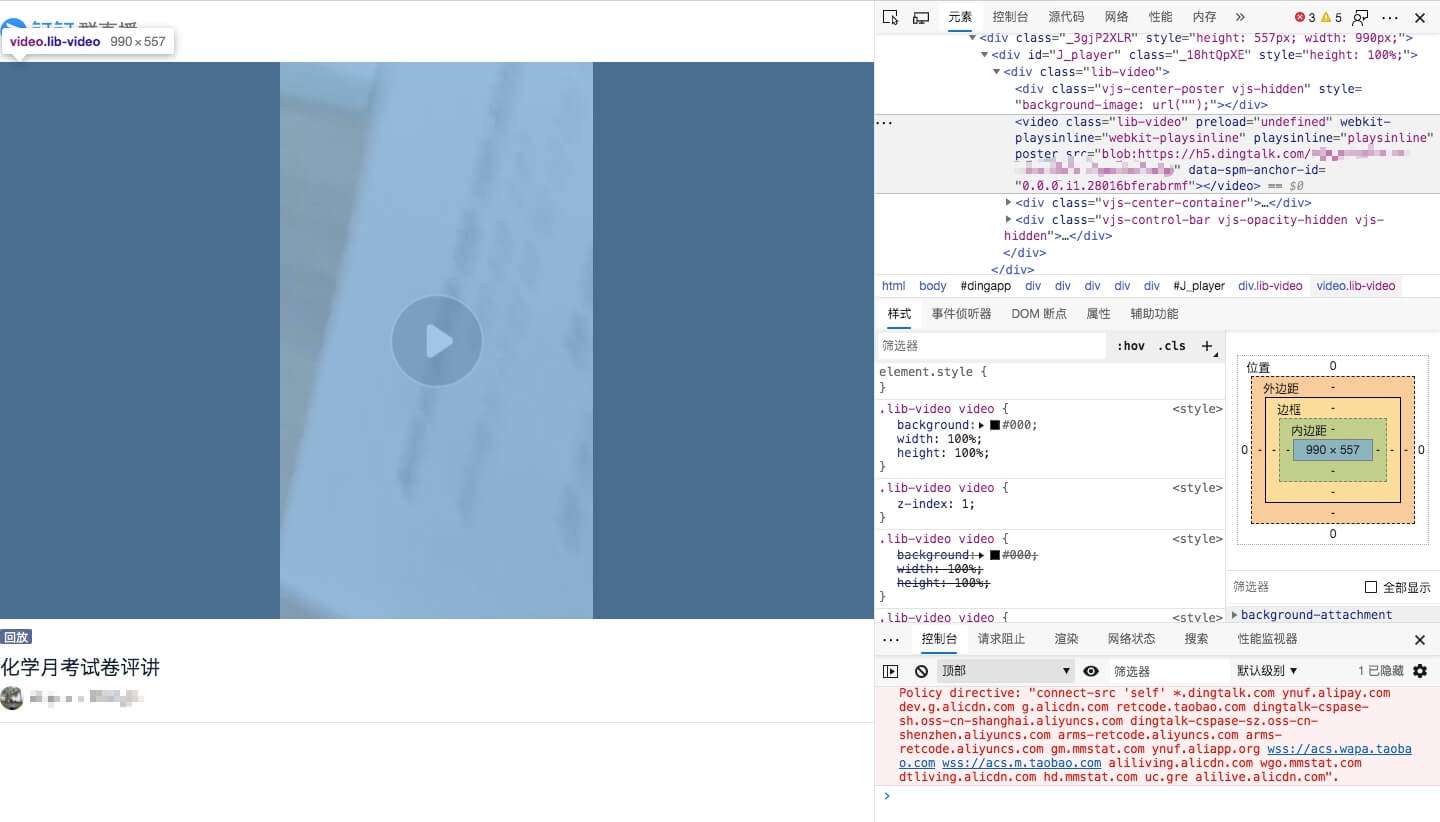 钉钉 群直播
video.lib-video 990 × 557
回放
化学月考试卷评讲
元素 控制台 源代码 网络 性能 内存 » 3 5 ···
<div class="_3gjP2XLR" style="height: 557px; width: 990px;">
<div id="J_player" class="_18htQpXE" style="height: 100%;">
<div class="lib-video">
<div class="vjs-center-poster vjs-hidden" style=
"background-image: url("");"></div>
<video class="lib-video" preload="undefined" webkit-
playsinline="webkit-playsinline" playsinline="playsinline"
poster src="blob:https://h5.dingtalk.com/
" data-spm-anchor-id=
"0.0.0.i1.28016bferabrmf"></video> == $0
<div class="vjs-center-container">…</div>
<div class="vjs-control-bar vjs-opacity-hidden vjs-
hidden">…</div>
</div>
</div>
html body #dingapp div div div div div #J_player div.lib-video video.lib-video
样式 事件侦听器 DOM 断点 属性 辅助功能
筛选器 :hov .cls +
element.style {
}
.lib-video video { <style>
background: #000;
width: 100%;
height: 100%;
}
.lib-video video { <style>
z-index: 1;
}
.lib-video video { <style>
background: #000;
width: 100%;
height: 100%;
}
.lib-video video { <style>
位置 0
外边距 -
边框 -
内边距 -
0 - - - 990 × 557 - - - 0
-
-
-
0
筛选器 全部显示
background-attachment
··· 控制台 请求阻止 渲染 网络状态 搜索 性能监视器
顶部 ▼ 筛选器 默认级别 ▼ 1 已隐藏
Policy directive: "connect-src 'self' *.dingtalk.com ynuf.alipay.com
dev.g.alicdn.com g.alicdn.com retcode.taobao.com dingtalk-cspase-
sh.oss-cn-shanghai.aliyuncs.com dingtalk-cspase-sz.oss-cn-
shenzhen.aliyuncs.com arms-retcode.aliyuncs.com arms-
retcode.aliyuncs.com gm.mmstat.com ynuf.aliapp.org wss://acs.wapa.taoba
o.com wss://acs.m.taobao.com aliliving.alicdn.com wgo.mmstat.com
dtliving.alicdn.com hd.mmstat.com uc.gre alilive.alicdn.com".
>